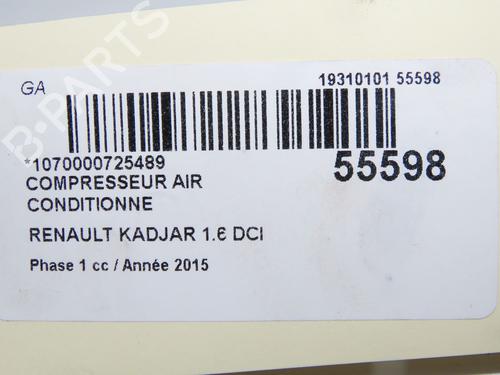 GA
19310101 55598
*1070000725489
55598
COMPRESSEUR AIR
CONDITIONNE
RENAULT KADJAR 1.6 DCI
Phase 1 cc / Année 2015
B-PARTS